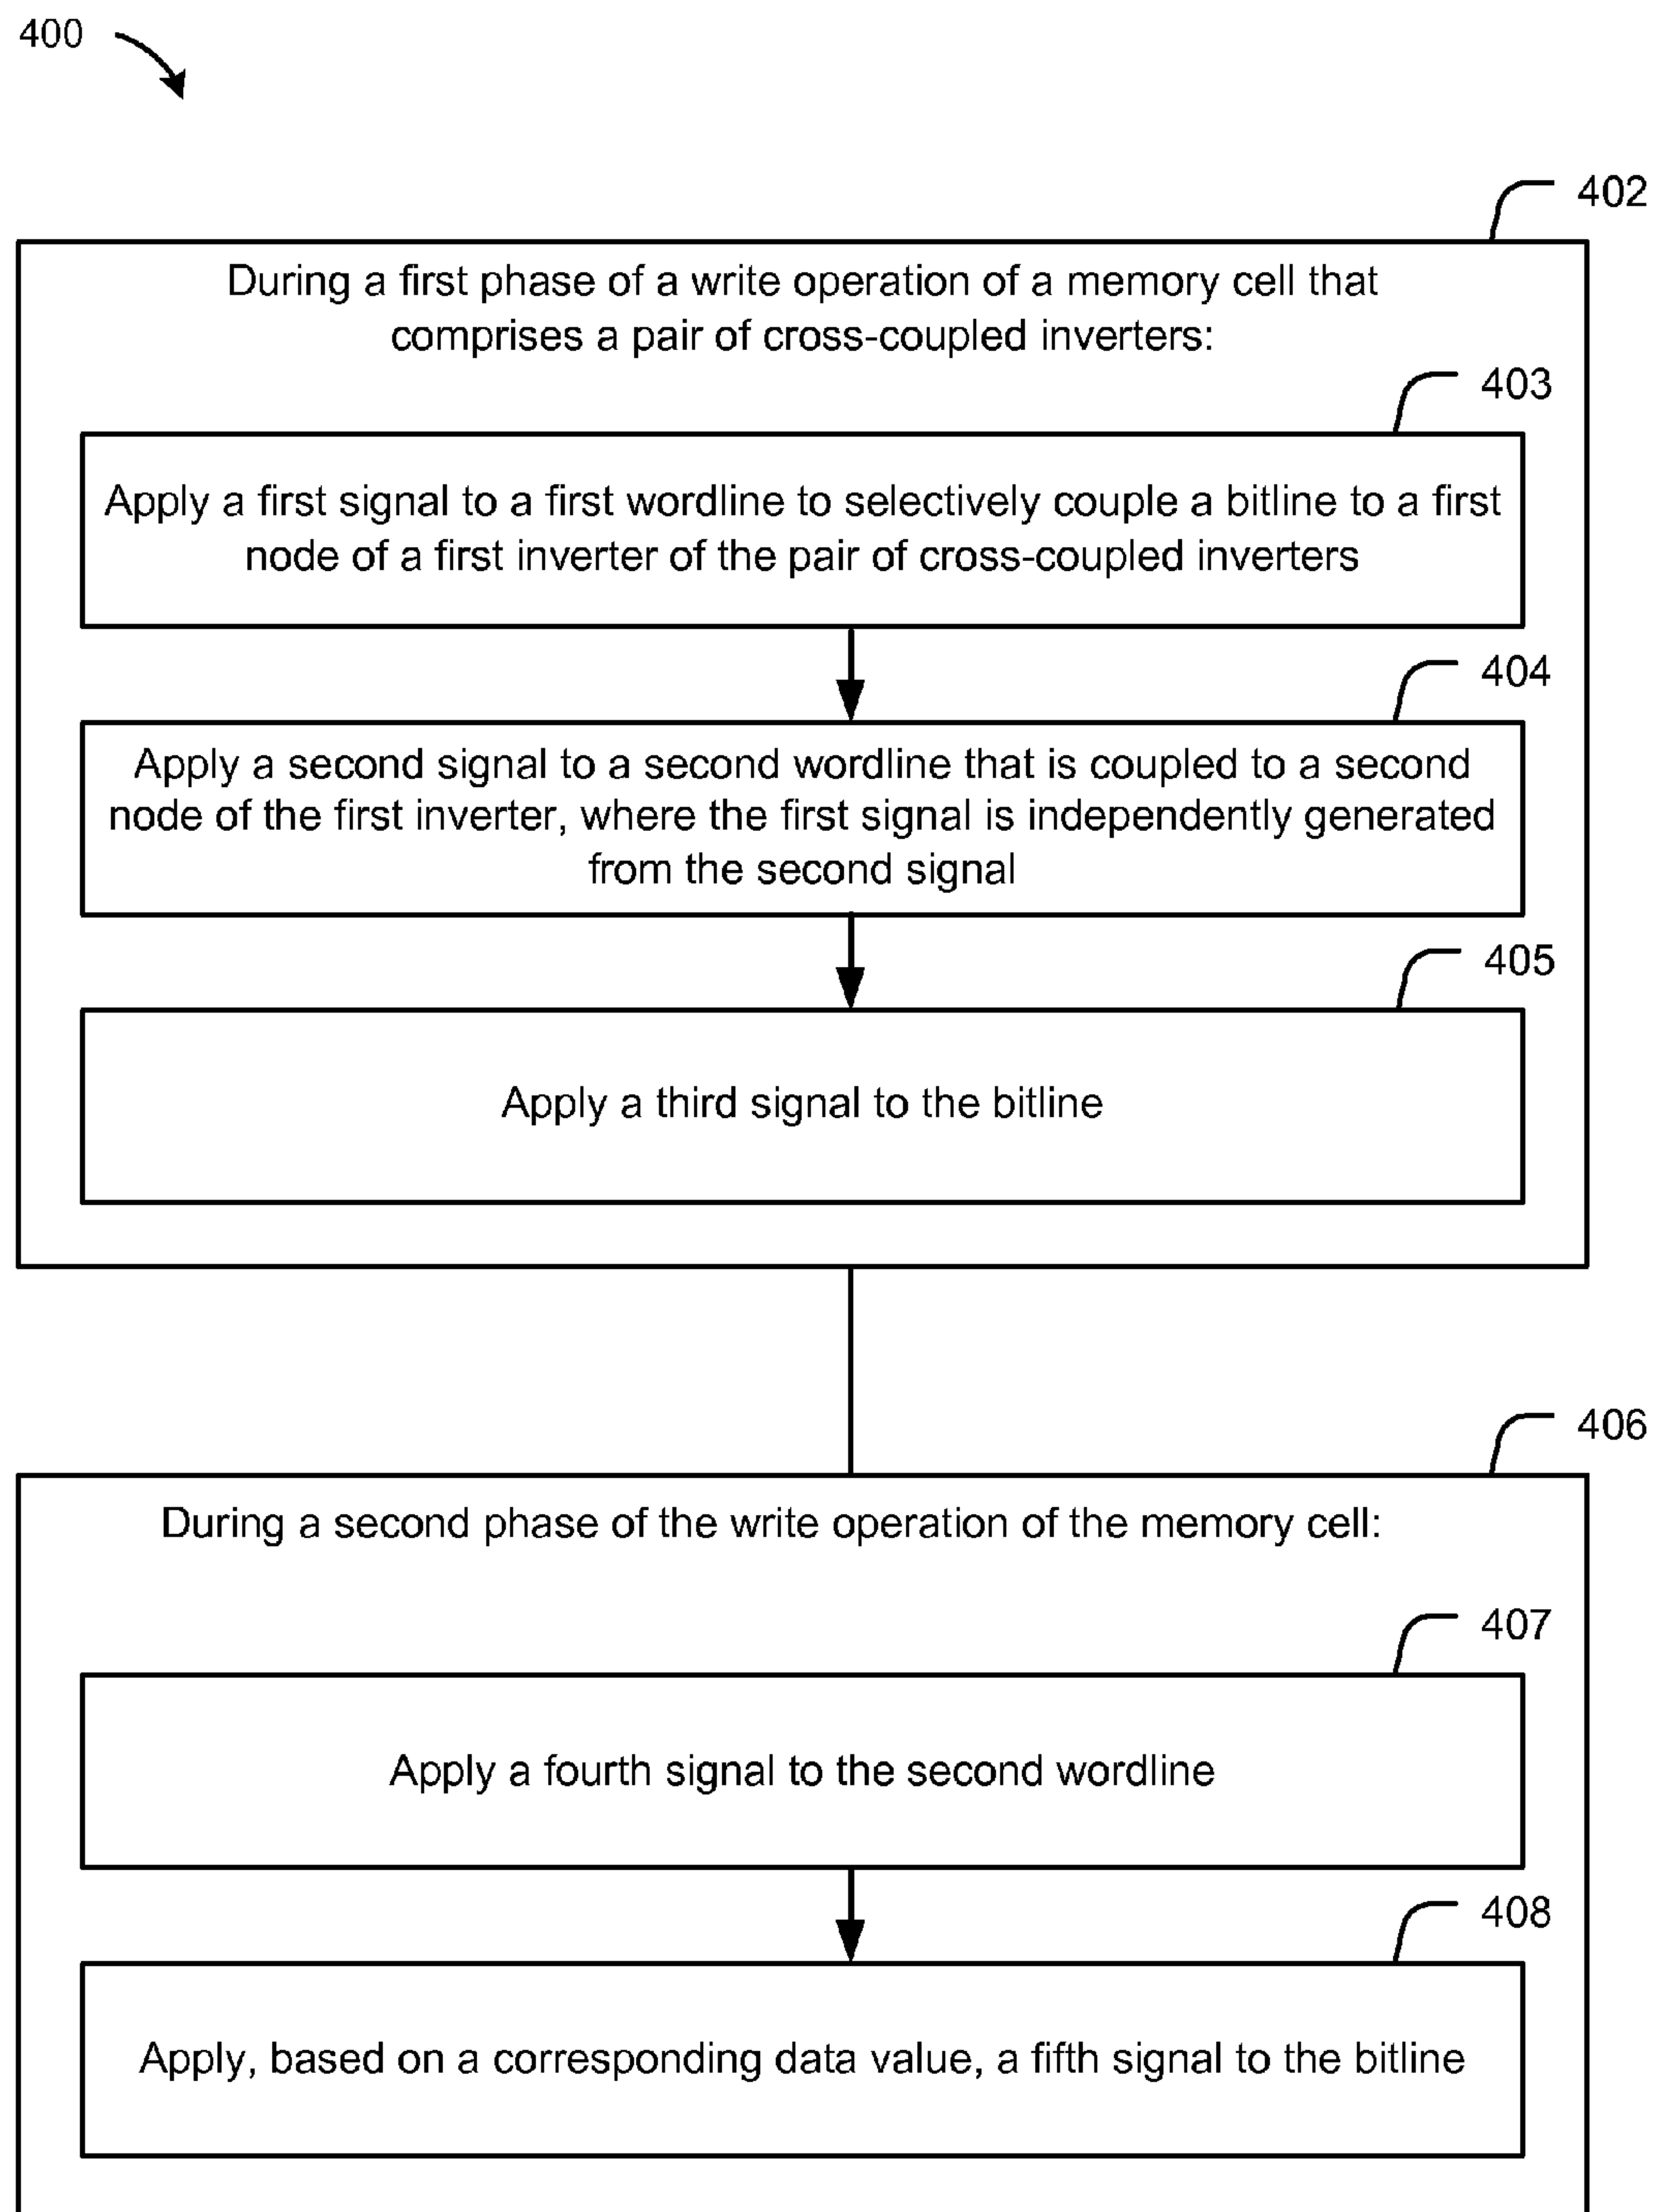 400
402
During a first phase of a write operation of a memory cell that
comprises a pair of cross-coupled inverters:
403
Apply a first signal to a first wordline to selectively couple a bitline to a first
node of a first inverter of the pair of cross-coupled inverters
404
Apply a second signal to a second wordline that is coupled to a second
node of the first inverter, where the first signal is independently generated
from the second signal
405
Apply a third signal to the bitline
406
During a second phase of the write operation of the memory cell:
407
Apply a fourth signal to the second wordline
408
Apply, based on a corresponding data value, a fifth signal to the bitline